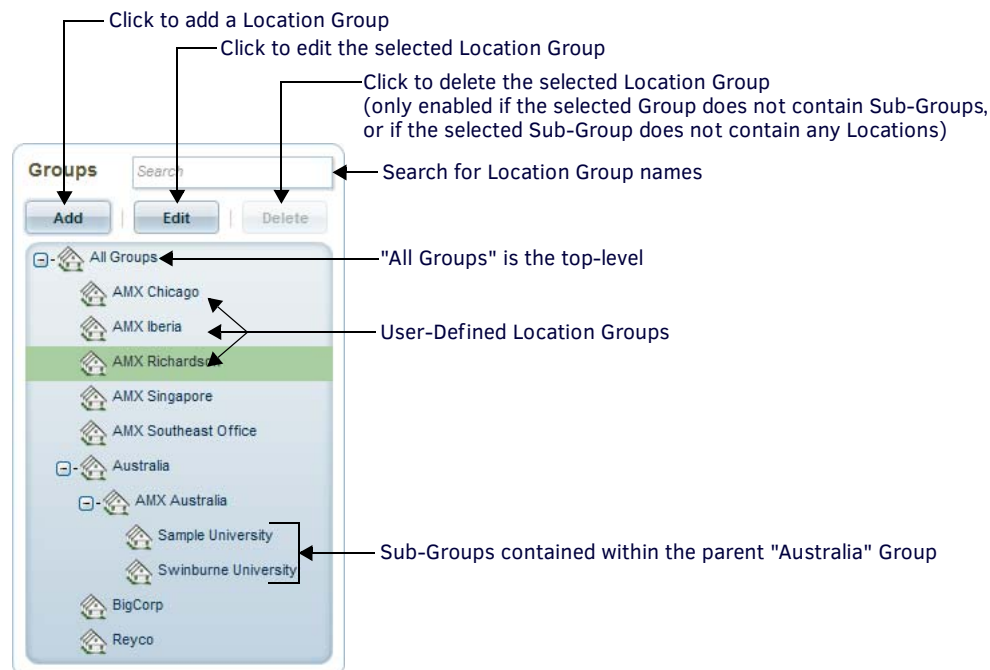 Click to add a Location Group
Click to edit the selected Location Group
Click to delete the selected Location Group
(only enabled if the selected Group does not contain Sub-Groups,
or if the selected Sub-Group does not contain any Locations)
Groups
Search
Search for Location Group names
Add
Edit
Delete
All Groups
"All Groups" is the top-level
AMX Chicago
AMX Iberia
User-Defined Location Groups
AMX Richardson
AMX Singapore
AMX Southeast Office
Australia
AMX Australia
Sample University
Sub-Groups contained within the parent "Australia" Group
Swinburne University
BigCorp
Reyco